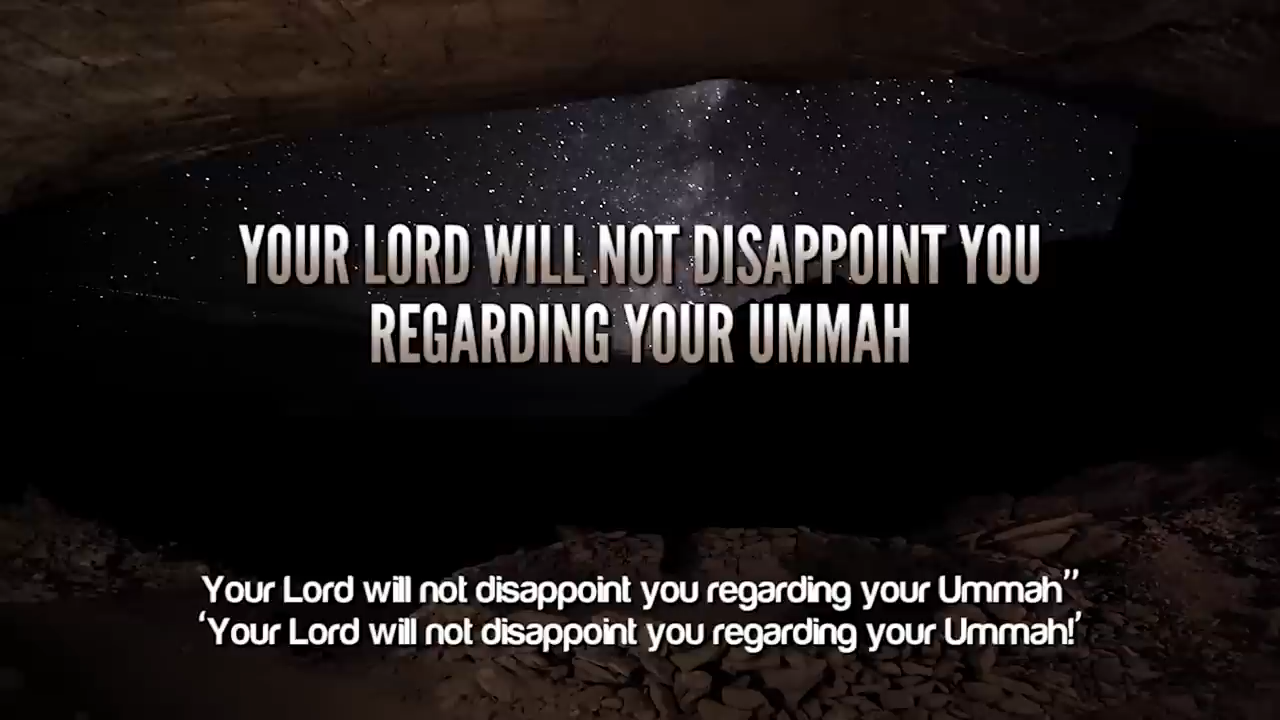 YOUR LORD WILL NOT DISAPPOINT YOU
REGARDING YOUR UMMAH
Your Lord will not disappoint you regarding your Ummah”
‘Your Lord will not disappoint you regarding your Ummah!’